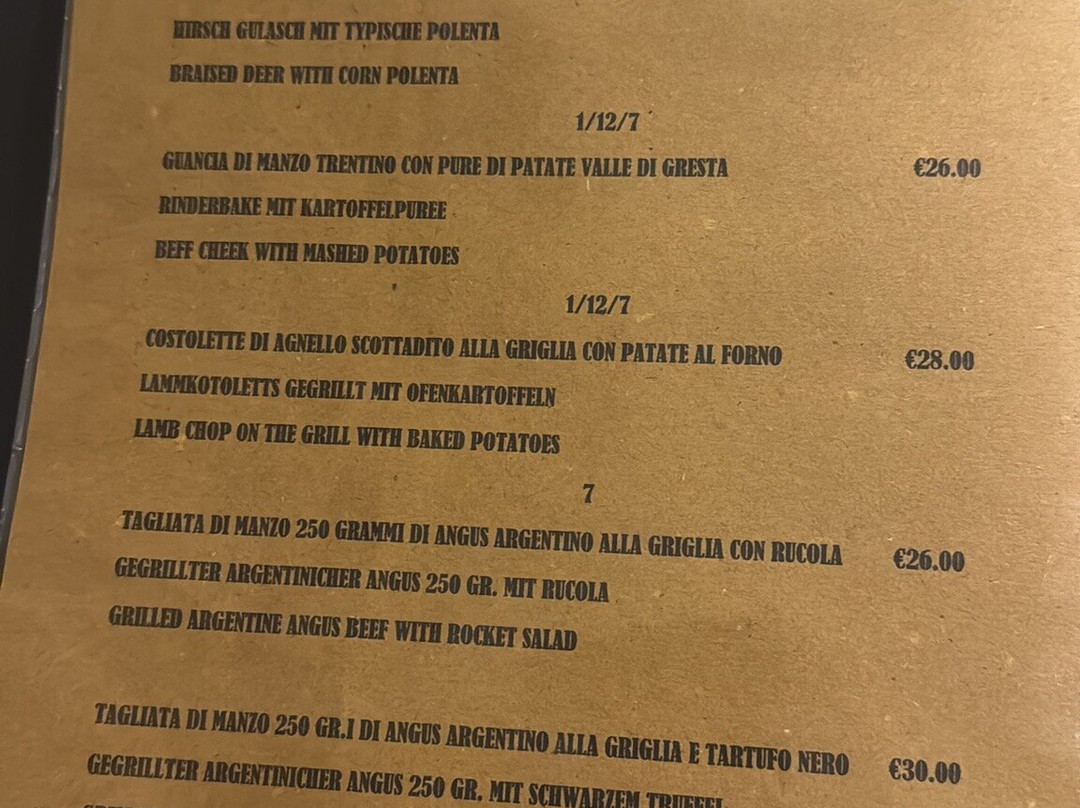 HIRSCH GULASCH MIT TYPISCHE POLENTA
BRAISED DEER WITH CORN POLENTA
1/12/7
GUANCIA DI MANZO TRENTINO CON PURE DI PATATE VALLE DI GRESTA €26.00
RINDERBAKE MIT KARTOFFELPUREE
BEFF CHEEK WITH MASHED POTATOES
1/12/7
COSTOLETTE DI AGNELLO SCOTTADITO ALLA GRIGLIA CON PATATE AL FORNO €28.00
LAMMKOTOLETTS GEGRILLT MIT OFENKARTOFFELN
LAMB CHOP ON THE GRILL WITH BAKED POTATOES
7
TAGLIATA DI MANZO 250 GRAMMI DI ANGUS ARGENTINO ALLA GRIGLIA CON RUCOLA €26.00
GEGRILLTER ARGENTINICHER ANGUS 250 GR. MIT RUCOLA
GRILLED ARGENTINE ANGUS BEEF WITH ROCKET SALAD
TAGLIATA DI MANZO 250 GR.I DI ANGUS ARGENTINO ALLA GRIGLIA E TARTUFO NERO €30.00
GEGRILLTER ARGENTINICHER ANGUS 250 GR. MIT SCHWARZEM TRUFFEL